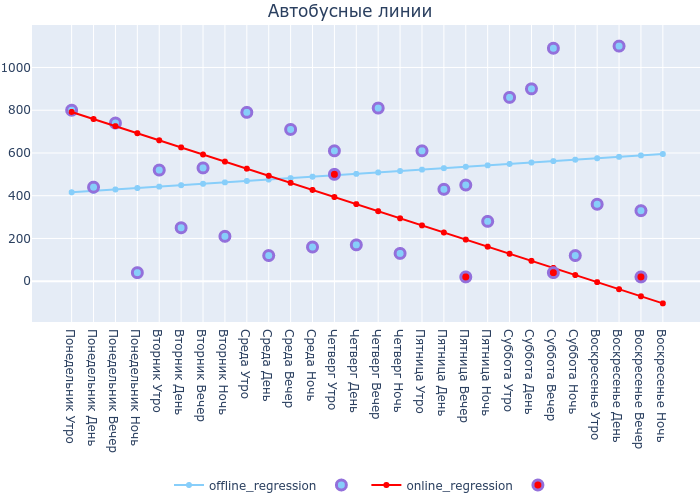 Автобусные линии
1000
800
600
400
200
0
Понедельник Утро
Понедельник День
Понедельник Вечер
Понедельник Ночь
Вторник Утро
Вторник День
Вторник Вечер
Вторник Ночь
Среда Утро
Среда День
Среда Вечер
Среда Ночь
Четверг Утро
Четверг День
Четверг Вечер
Четверг Ночь
Пятница Утро
Пятница День
Пятница Вечер
Пятница Ночь
Суббота Утро
Суббота День
Суббота Вечер
Суббота Ночь
Воскресенье Утро
Воскресенье День
Воскресенье Вечер
Воскресенье Ночь
offline_regression online_regression